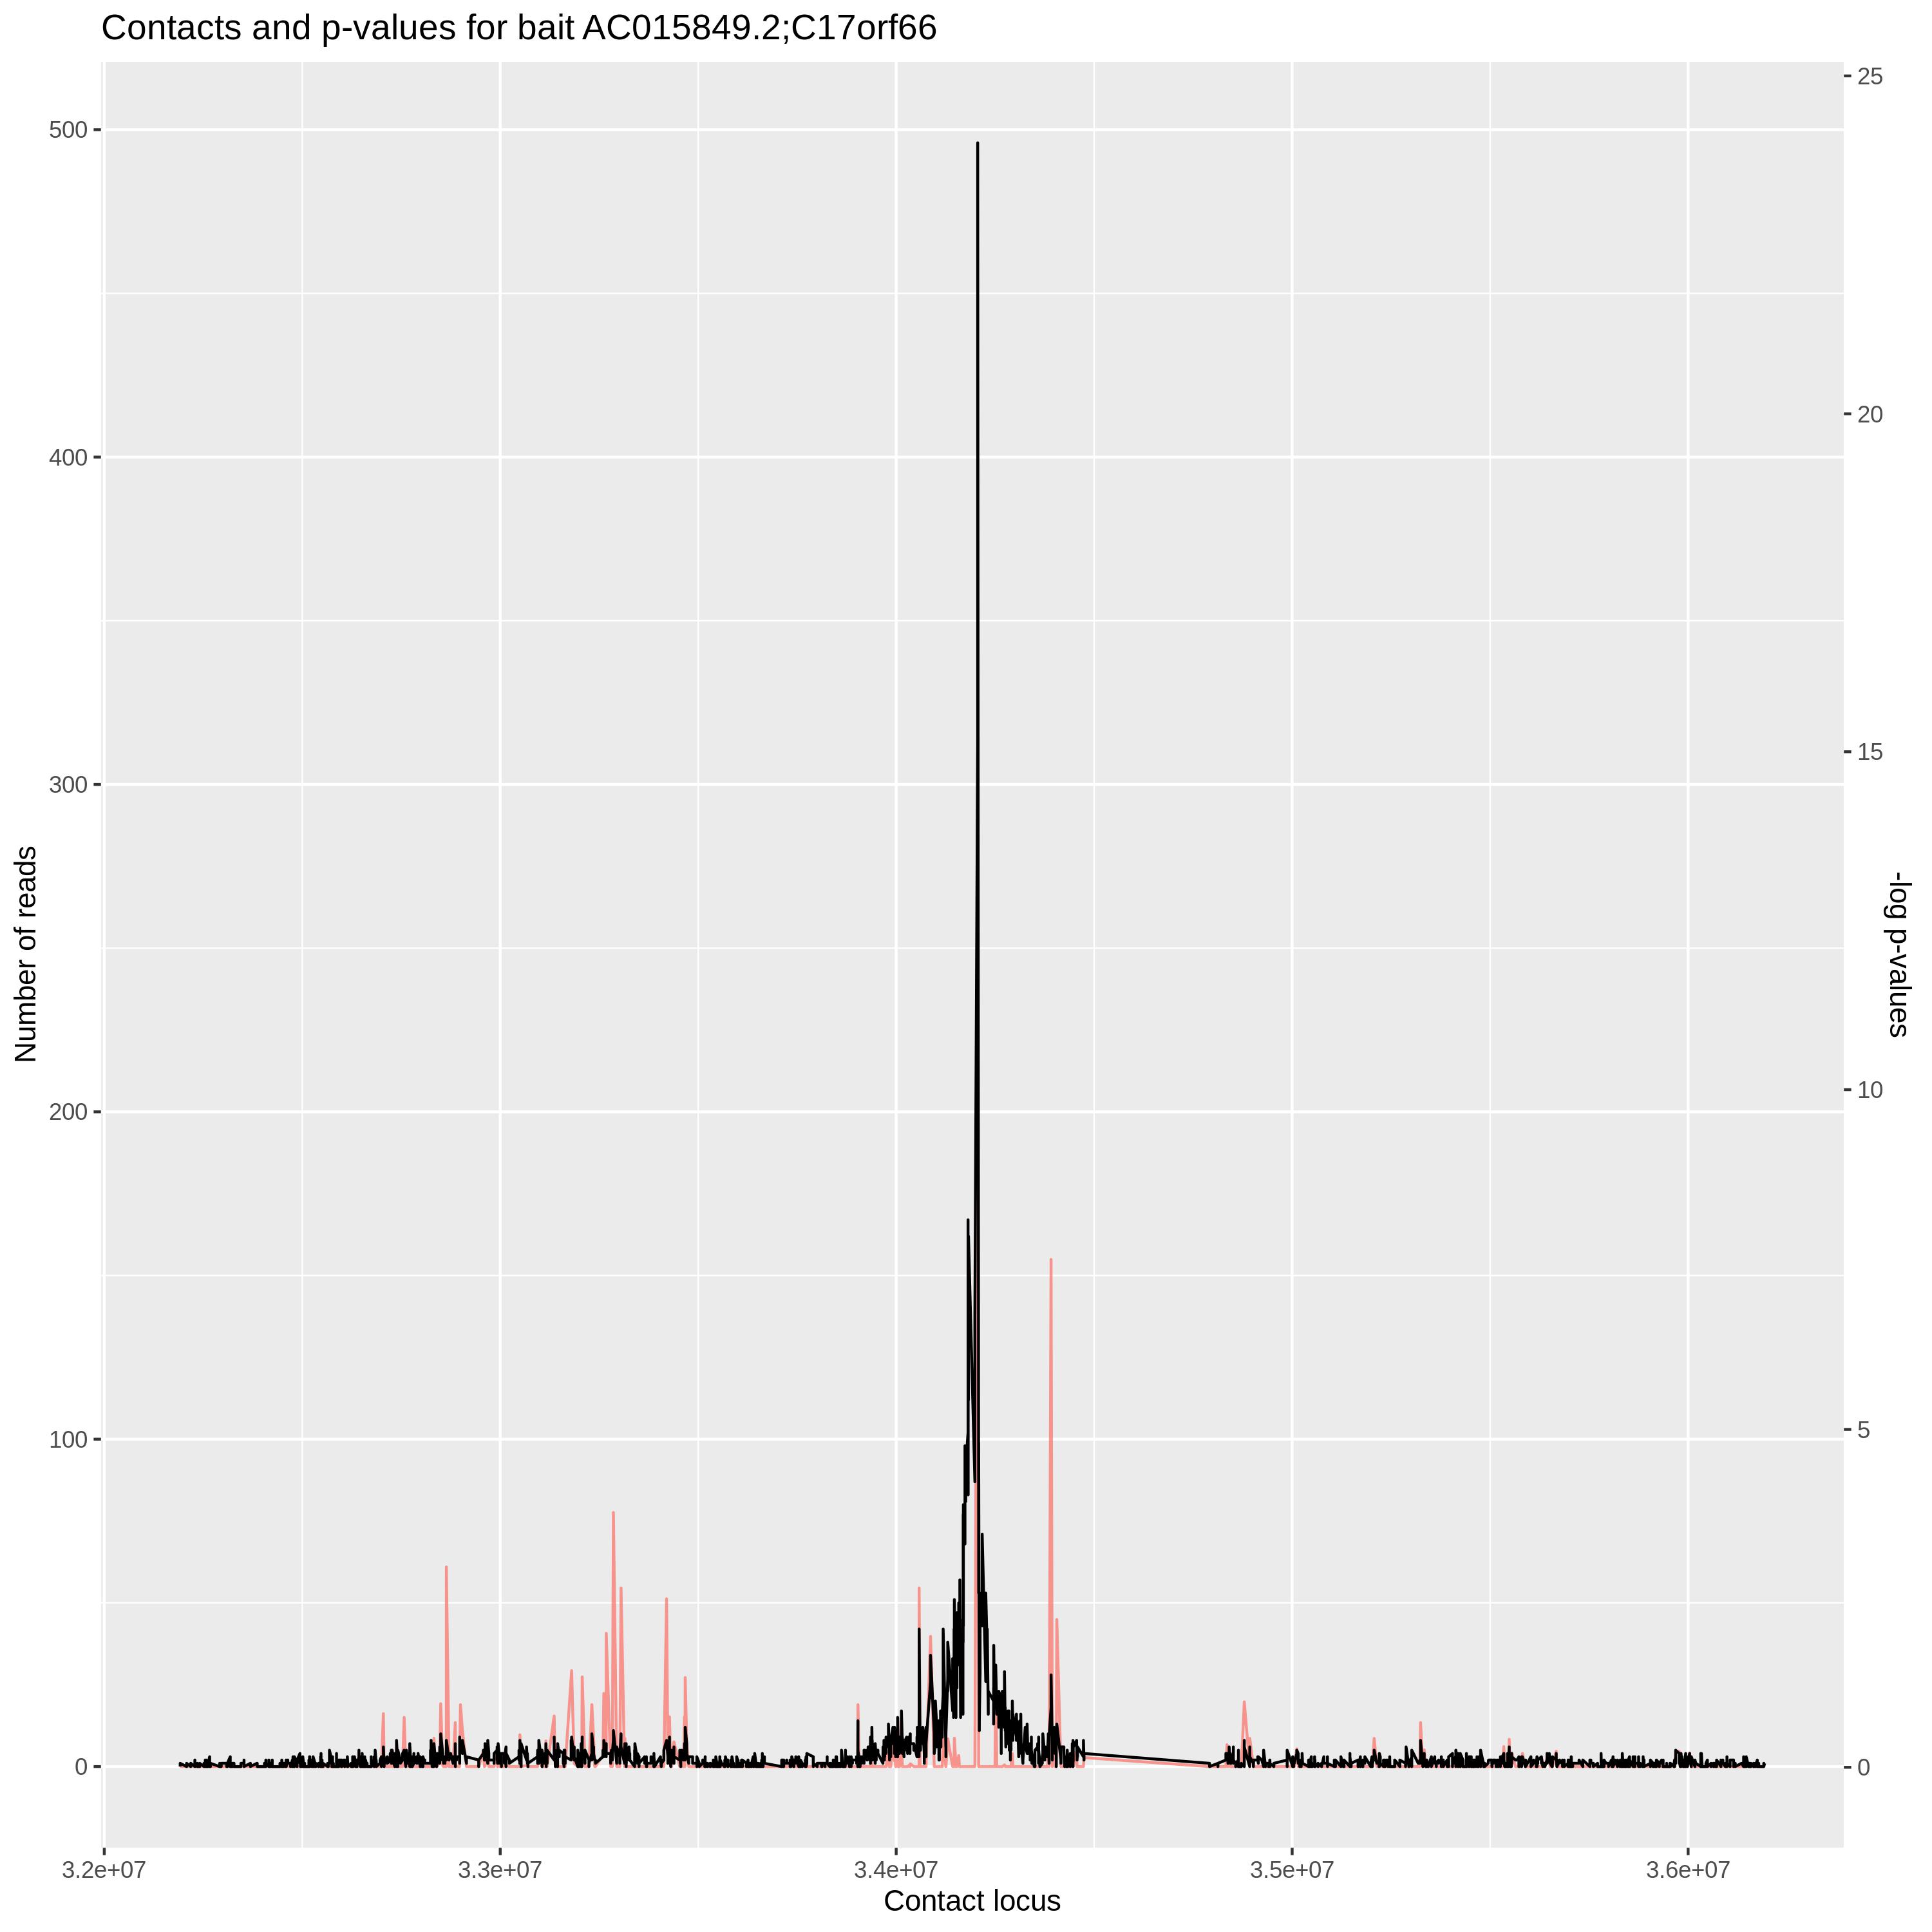 Contacts and p-values for bait AC015849.2;C17orf66
Number of reads
500
400
300
200
100
0
25
20
15
10
5
0
-log p-values
3.2e+07
3.3e+07
3.4e+07
3.5e+07
3.6e+07
Contact locus